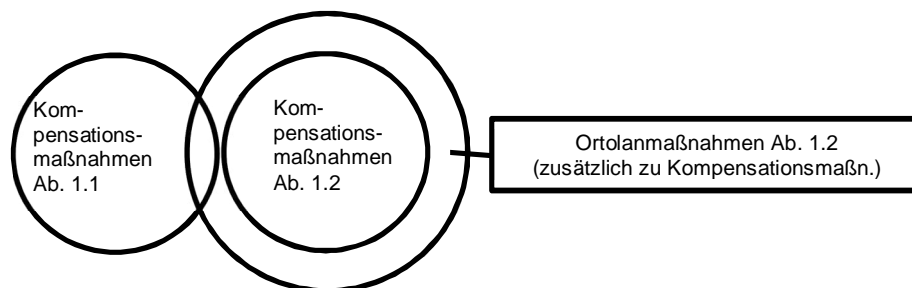 Kom-
pensations-
maßnahmen
Ab. 1.1
Kom-
pensations-
maßnahmen
Ab. 1.2
Ortolanmaßnahmen Ab. 1.2
(zusätzlich zu Kompensationsmaßn.)